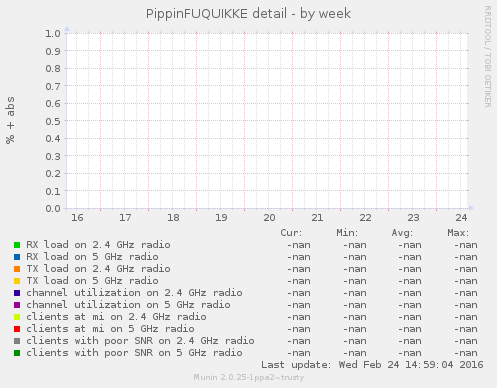 PippinFUQUIKKE detail - by week
RRDTOOL / TOBI OETIKER
% + abs
1.0
0.9
0.8
0.7
0.6
0.5
0.4
0.3
0.2
0.1
0.0
16 17 18 19 20 21 22 23 24
Cur: Min: Avg: Max:
RX load on 2.4 GHz radio -nan -nan -nan -nan
RX load on 5 GHz radio -nan -nan -nan -nan
TX load on 2.4 GHz radio -nan -nan -nan -nan
TX load on 5 GHz radio -nan -nan -nan -nan
channel utilization on 2.4 GHz radio -nan -nan -nan -nan
channel utilization on 5 GHz radio -nan -nan -nan -nan
clients at mi on 2.4 GHz radio -nan -nan -nan -nan
clients at mi on 5 GHz radio -nan -nan -nan -nan
clients with poor SNR on 2.4 GHz radio -nan -nan -nan -nan
clients with poor SNR on 5 GHz radio -nan -nan -nan -nan
Last update: Wed Feb 24 14:59:04 2016
Munin 2.0.25-1ppa2~trusty